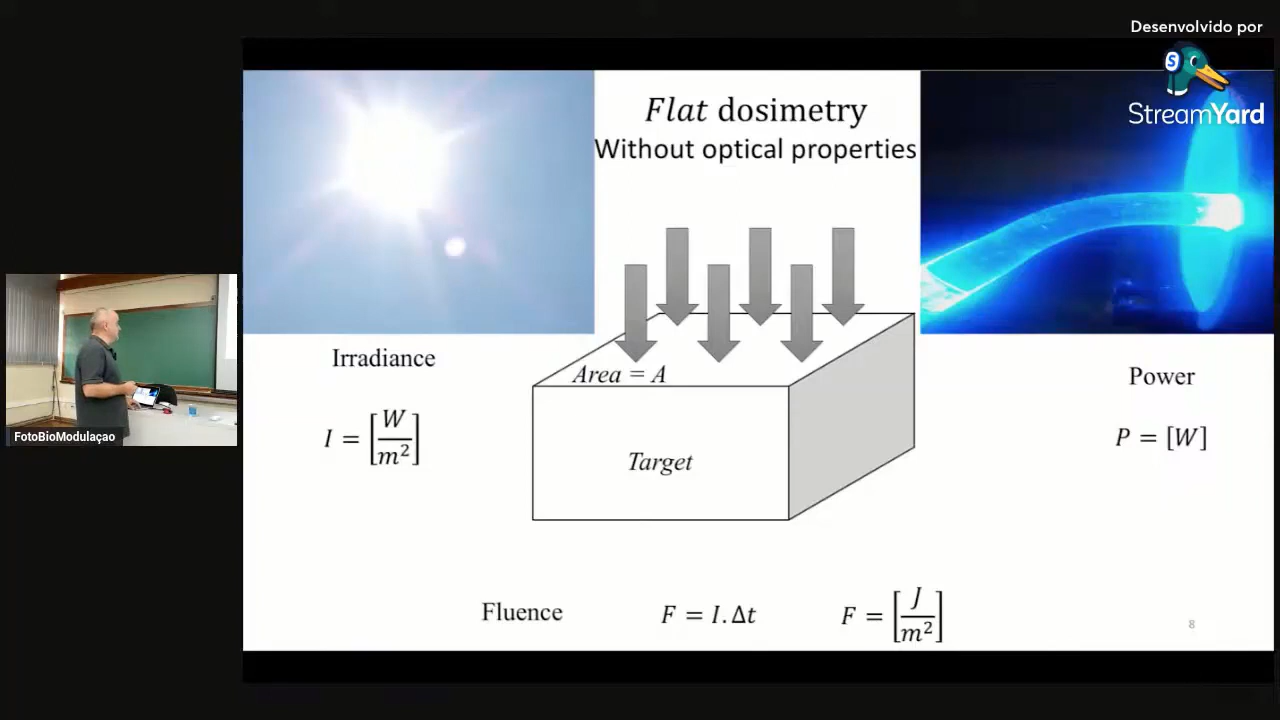 Desenvolvido por
StreamYard
Flat dosimetry
Without optical properties
Area = A
Target
Irradiance
I = [W/m²]
Power
P = [W]
Fluence
F = I.Δt
F = [J/m²]
8
FotoBioModulaçao